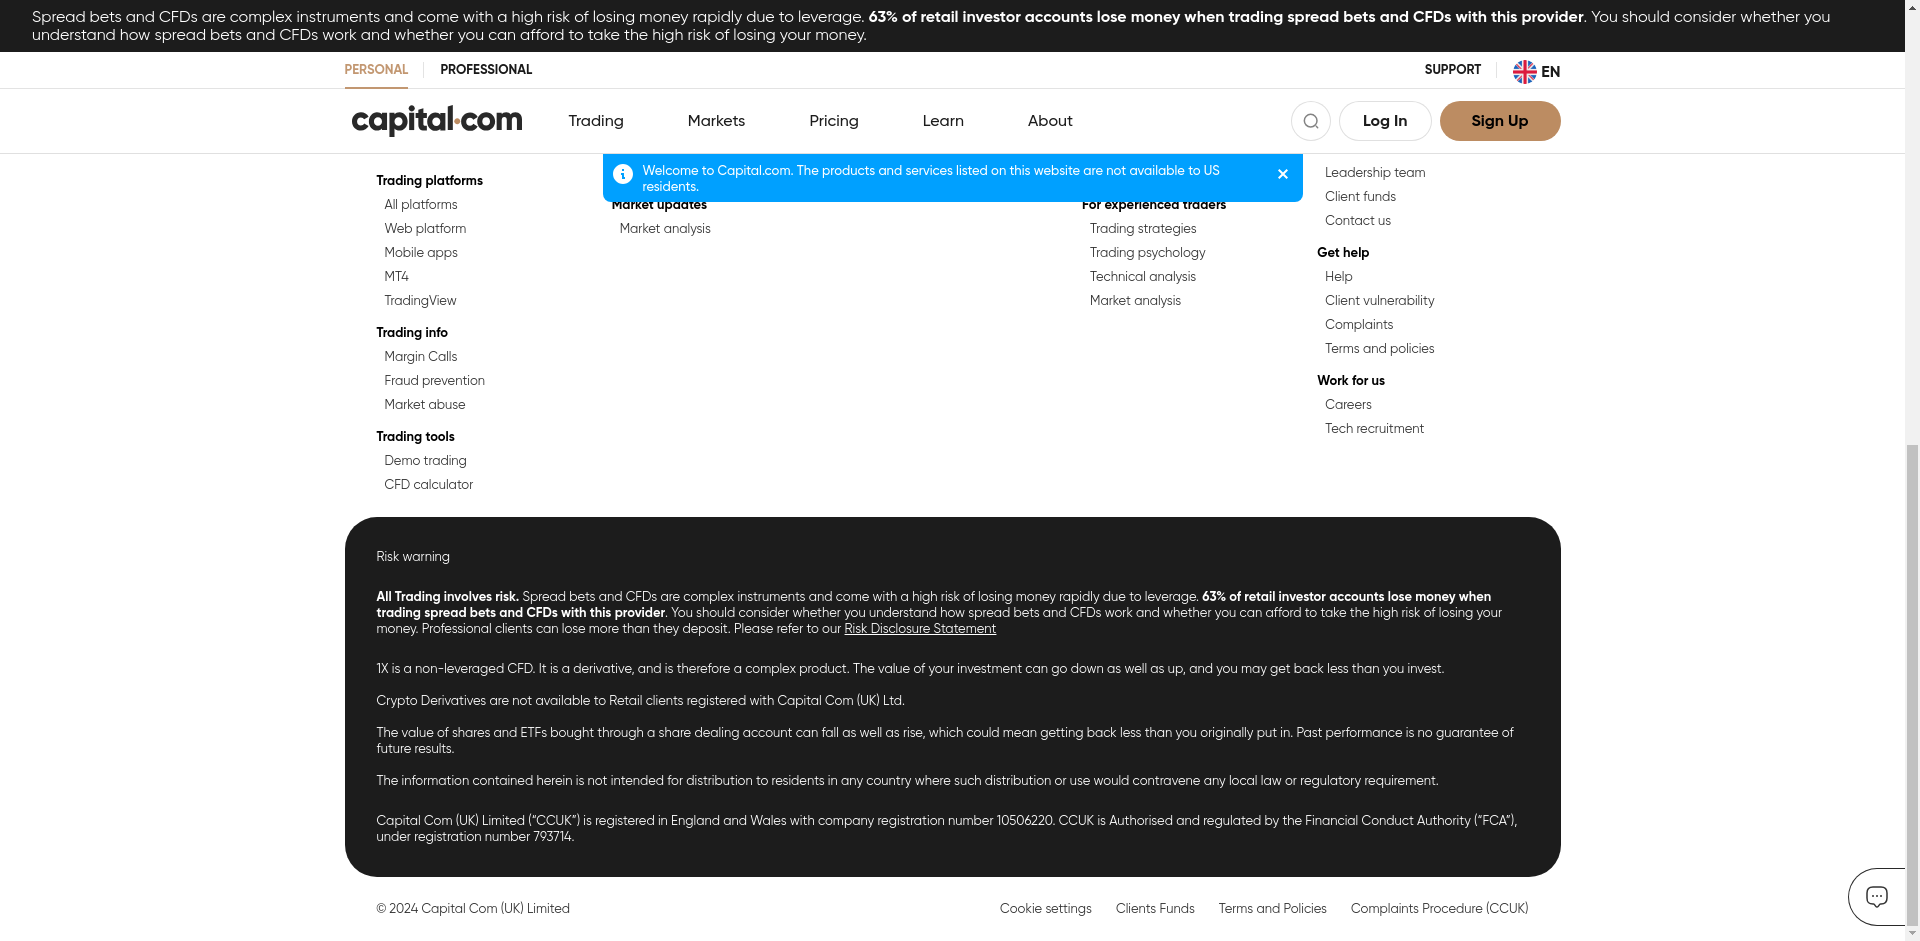 Spread bets and CFDs are complex instruments and come with a high risk of losing money rapidly due to leverage. 63% of retail investor accounts lose money when trading spread bets and CFDs with this provider. You should consider whether you
understand how spread bets and CFDs work and whether you can afford to take the high risk of losing your money.
PERSONAL
PROFESSIONAL
SUPPORT
EN
capital.com
Trading
Markets
Pricing
Learn
About
Log In
Sign Up
Welcome to Capital.com. The products and services listed on this website are not available to US
residents.
Trading platforms
All platforms
Web platform
Mobile apps
MT4
TradingView
Trading info
Margin Calls
Fraud prevention
Market abuse
Trading tools
Demo trading
CFD calculator
Market updates
Market analysis
For experienced traders
Trading strategies
Trading psychology
Technical analysis
Market analysis
Leadership team
Client funds
Contact us
Get help
Help
Client vulnerability
Complaints
Terms and policies
Work for us
Careers
Tech recruitment
Risk warning
All Trading involves risk. Spread bets and CFDs are complex instruments and come with a high risk of losing money rapidly due to leverage. 63% of retail investor accounts lose money when
trading spread bets and CFDs with this provider. You should consider whether you understand how spread bets and CFDs work and whether you can afford to take the high risk of losing your
money. Professional clients can lose more than they deposit. Please refer to our Risk Disclosure Statement
1X is a non-leveraged CFD. It is a derivative, and is therefore a complex product. The value of your investment can go down as well as up, and you may get back less than you invest.
Crypto Derivatives are not available to Retail clients registered with Capital Com (UK) Ltd.
The value of shares and ETFs bought through a share dealing account can fall as well as rise, which could mean getting back less than you originally put in. Past performance is no guarantee of
future results.
The information contained herein is not intended for distribution to residents in any country where such distribution or use would contravene any local law or regulatory requirement.
Capital Com (UK) Limited (“CCUK”) is registered in England and Wales with company registration number 10506220. CCUK is Authorised and regulated by the Financial Conduct Authority (“FCA”),
under registration number 793714.
© 2024 Capital Com (UK) Limited
Cookie settings
Clients Funds
Terms and Policies
Complaints Procedure (CCUK)